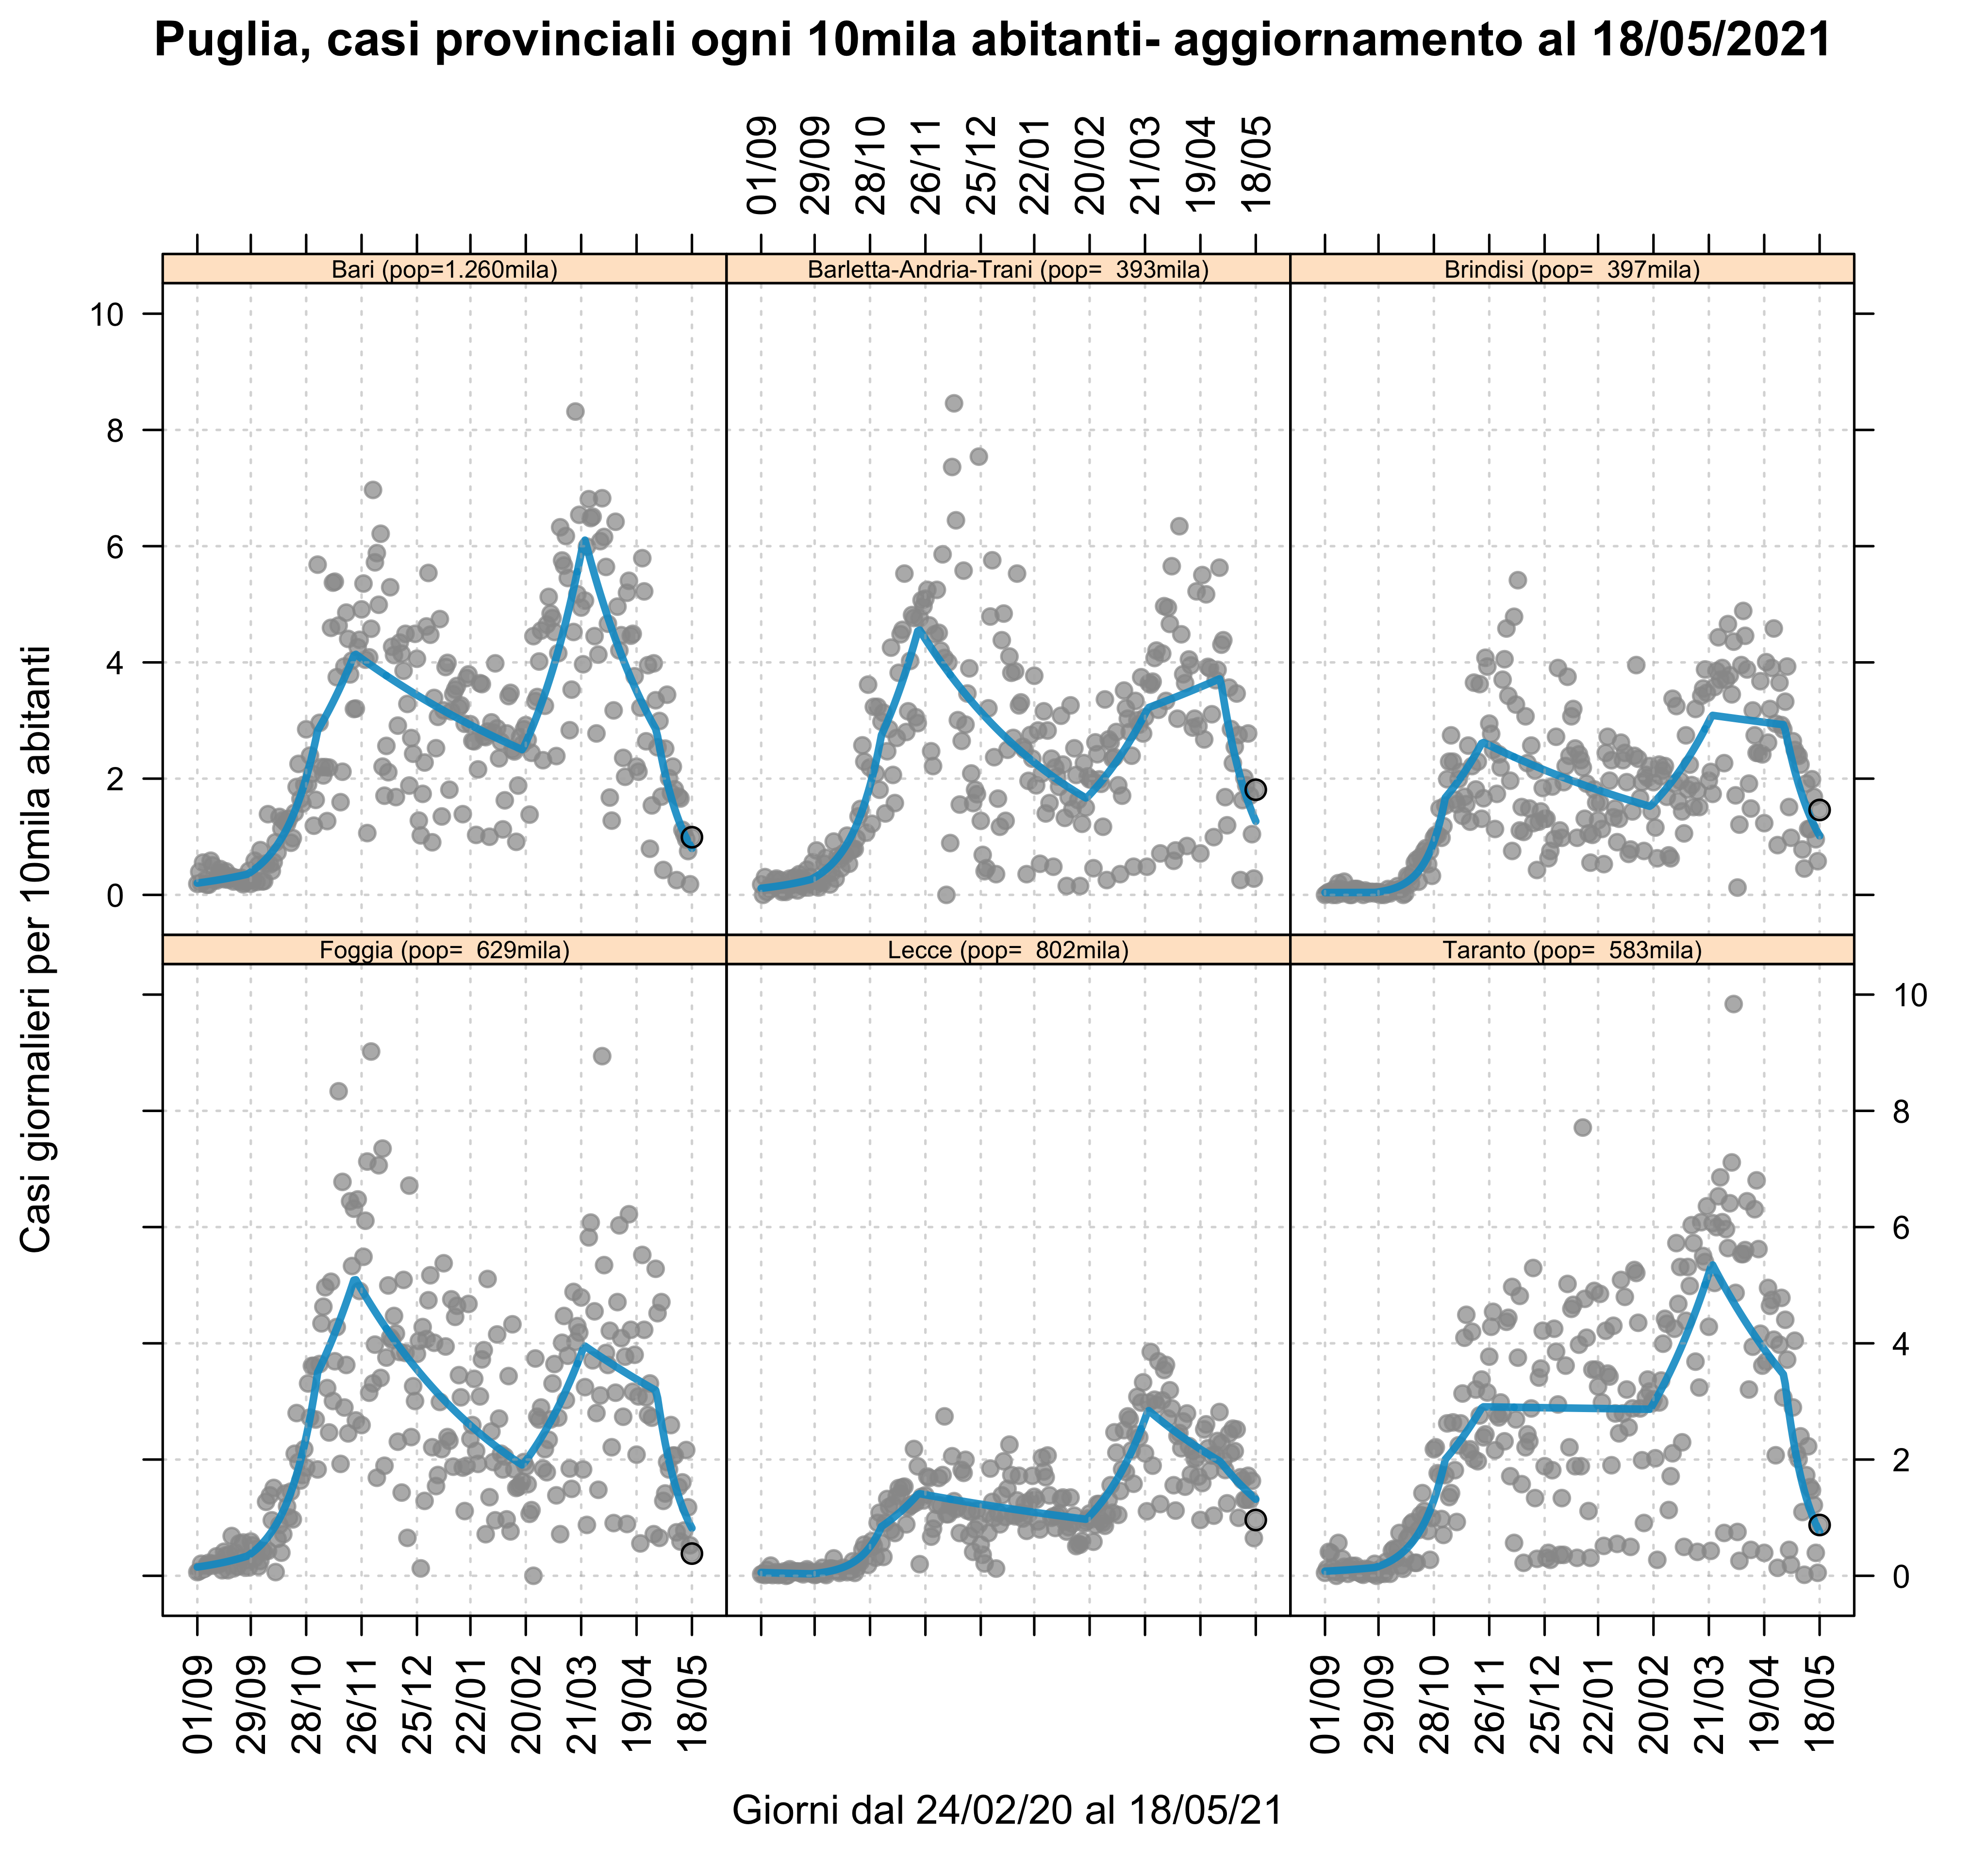 Puglia, casi provinciali ogni 10mila abitanti- aggiornamento al 18/05/2021
01/09 29/09 28/10 26/11 25/12 22/01 20/02 21/03 19/04 18/05
Bari (pop=1.260mila)
Barletta-Andria-Trani (pop= 393mila)
Brindisi (pop= 397mila)
10
8
6
4
2
0
Casi giornalieri per 10mila abitanti
Foggia (pop= 629mila)
Lecce (pop= 802mila)
Taranto (pop= 583mila)
10
8
6
4
2
0
01/09 29/09 28/10 26/11 25/12 22/01 20/02 21/03 19/04 18/05
01/09 29/09 28/10 26/11 25/12 22/01 20/02 21/03 19/04 18/05
Giorni dal 24/02/20 al 18/05/21